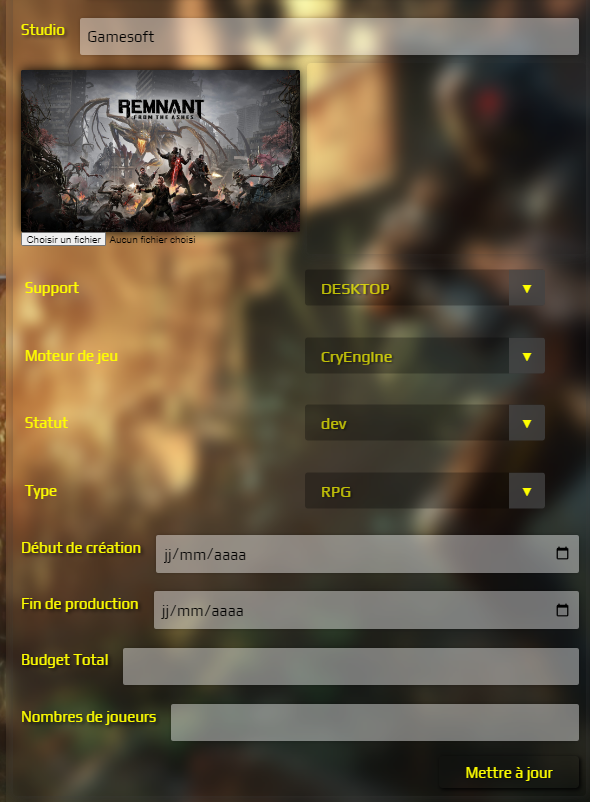 Studio Gamesoft
REMNANT
FROM THE ASHES
Choisir un fichier Aucun fichier choisi
Support DESKTOP ▼
Moteur de jeu CryEngIne ▼
Statut dev ▼
Type RPG ▼
Début de création jj/mm/aaaa
Fin de production jj/mm/aaaa
Budget Total
Nombres de joueurs
Mettre à jour